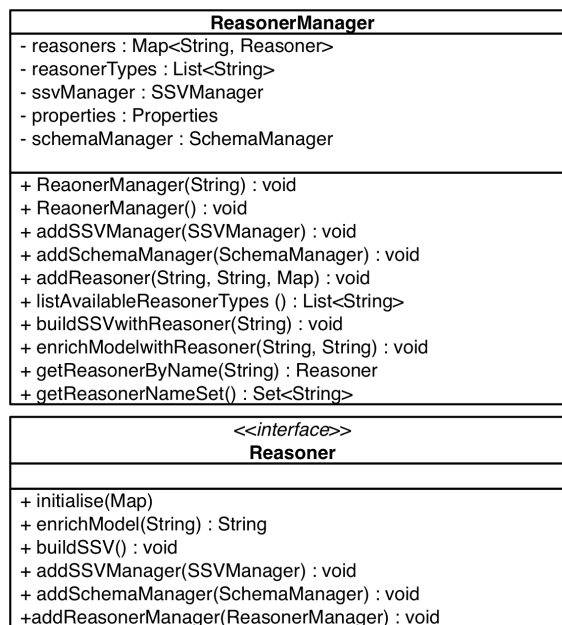 ReasonerManager
- reasoners : Map<String, Reasoner>
- reasonerTypes : List<String>
- ssvManager : SSVManager
- properties : Properties
- schemaManager : SchemaManager
+ ReaonerManager(String) : void
+ ReaonerManager() : void
+ addSSVManager(SSVManager) : void
+ addSchemaManager(SchemaManager) : void
+ addReasoner(String, String, Map) : void
+ listAvailableReasonerTypes () : List<String>
+ buildSSVwithReasoner(String) : void
+ enrichModelwithReasoner(String, String) : void
+ getReasonerByName(String) : Reasoner
+ getReasonerNameSet() : Set<String>
<<interface>>
Reasoner
+ initialise(Map)
+ enrichModel(String) : String
+ buildSSV() : void
+ addSSVManager(SSVManager) : void
+ addSchemaManager(SchemaManager) : void
+addReasonerManager(ReasonerManager) : void